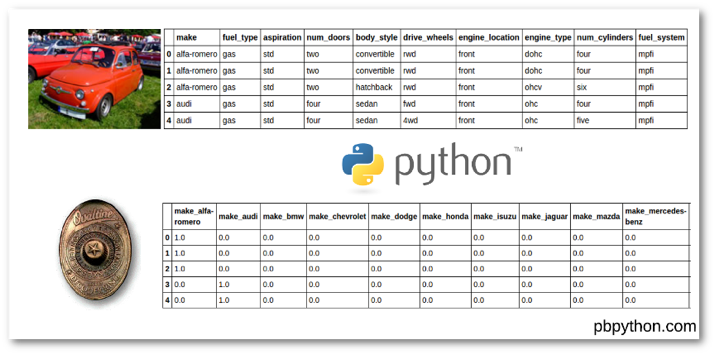 make fuel_type aspiration num_doors body_style drive_wheels engine_location engine_type num_cylinders fuel_system
0 alfa-romero gas std two convertible rwd front dohc four mpfi
1 alfa-romero gas std two convertible rwd front dohc four mpfi
2 alfa-romero gas std two hatchback rwd front ohcv six mpfi
3 audi gas std four sedan fwd front ohc four mpfi
4 audi gas std four sedan 4wd front ohc five mpfi
python™
Ovaltine
make_alfa-
romero make_audi make_bmw make_chevrolet make_dodge make_honda make_isuzu make_jaguar make_mazda make_mercedes-
benz
0 1.0 0.0 0.0 0.0 0.0 0.0 0.0 0.0 0.0 0.0
1 1.0 0.0 0.0 0.0 0.0 0.0 0.0 0.0 0.0 0.0
2 1.0 0.0 0.0 0.0 0.0 0.0 0.0 0.0 0.0 0.0
3 0.0 1.0 0.0 0.0 0.0 0.0 0.0 0.0 0.0 0.0
4 0.0 1.0 0.0 0.0 0.0 0.0 0.0 0.0 0.0 0.0
pbpython.com